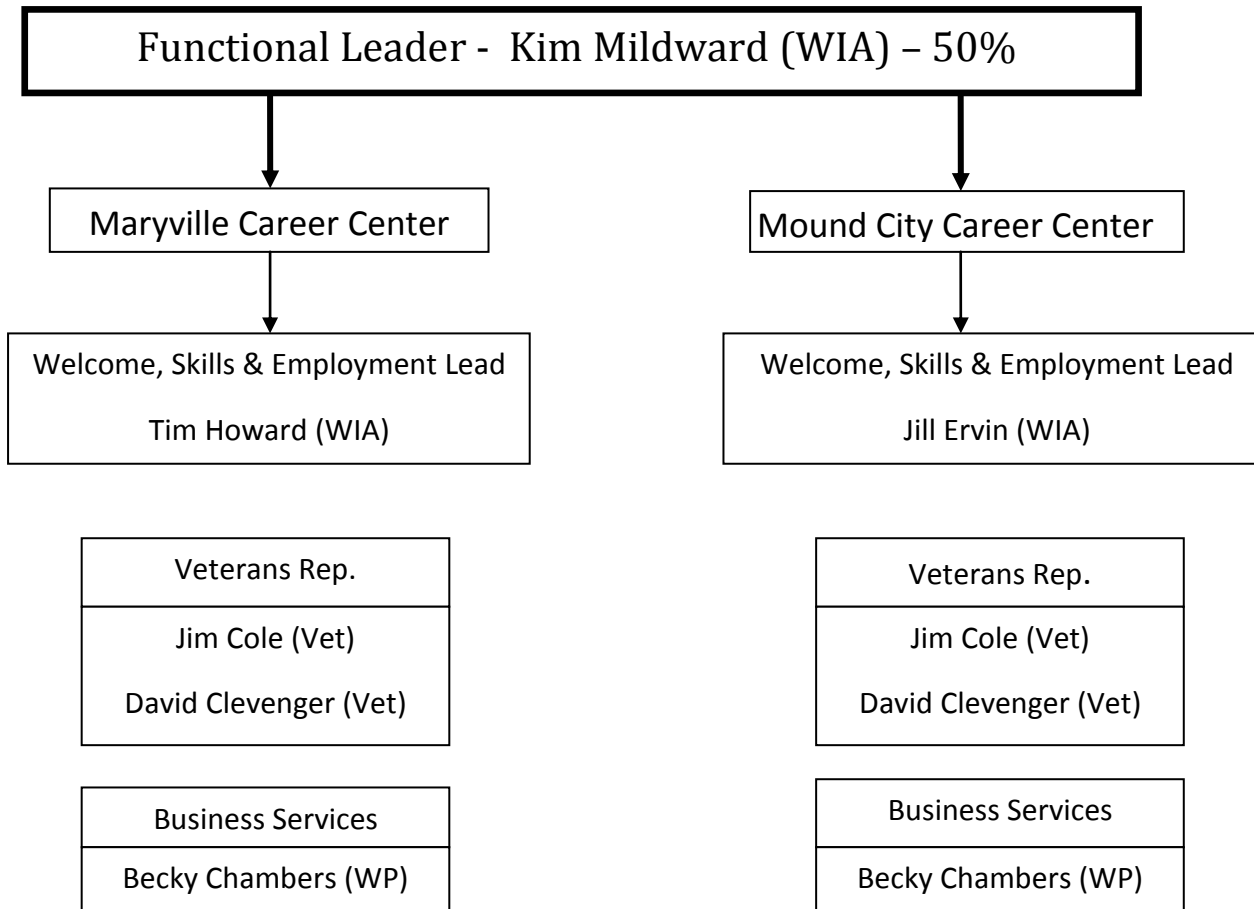 Functional Leader - Kim Mildward (WIA) – 50%
Maryville Career Center
Welcome, Skills & Employment Lead
Tim Howard (WIA)
Veterans Rep.
Jim Cole (Vet)
David Clevenger (Vet)
Business Services
Becky Chambers (WP)
Mound City Career Center
Welcome, Skills & Employment Lead
Jill Ervin (WIA)
Veterans Rep.
Jim Cole (Vet)
David Clevenger (Vet)
Business Services
Becky Chambers (WP)